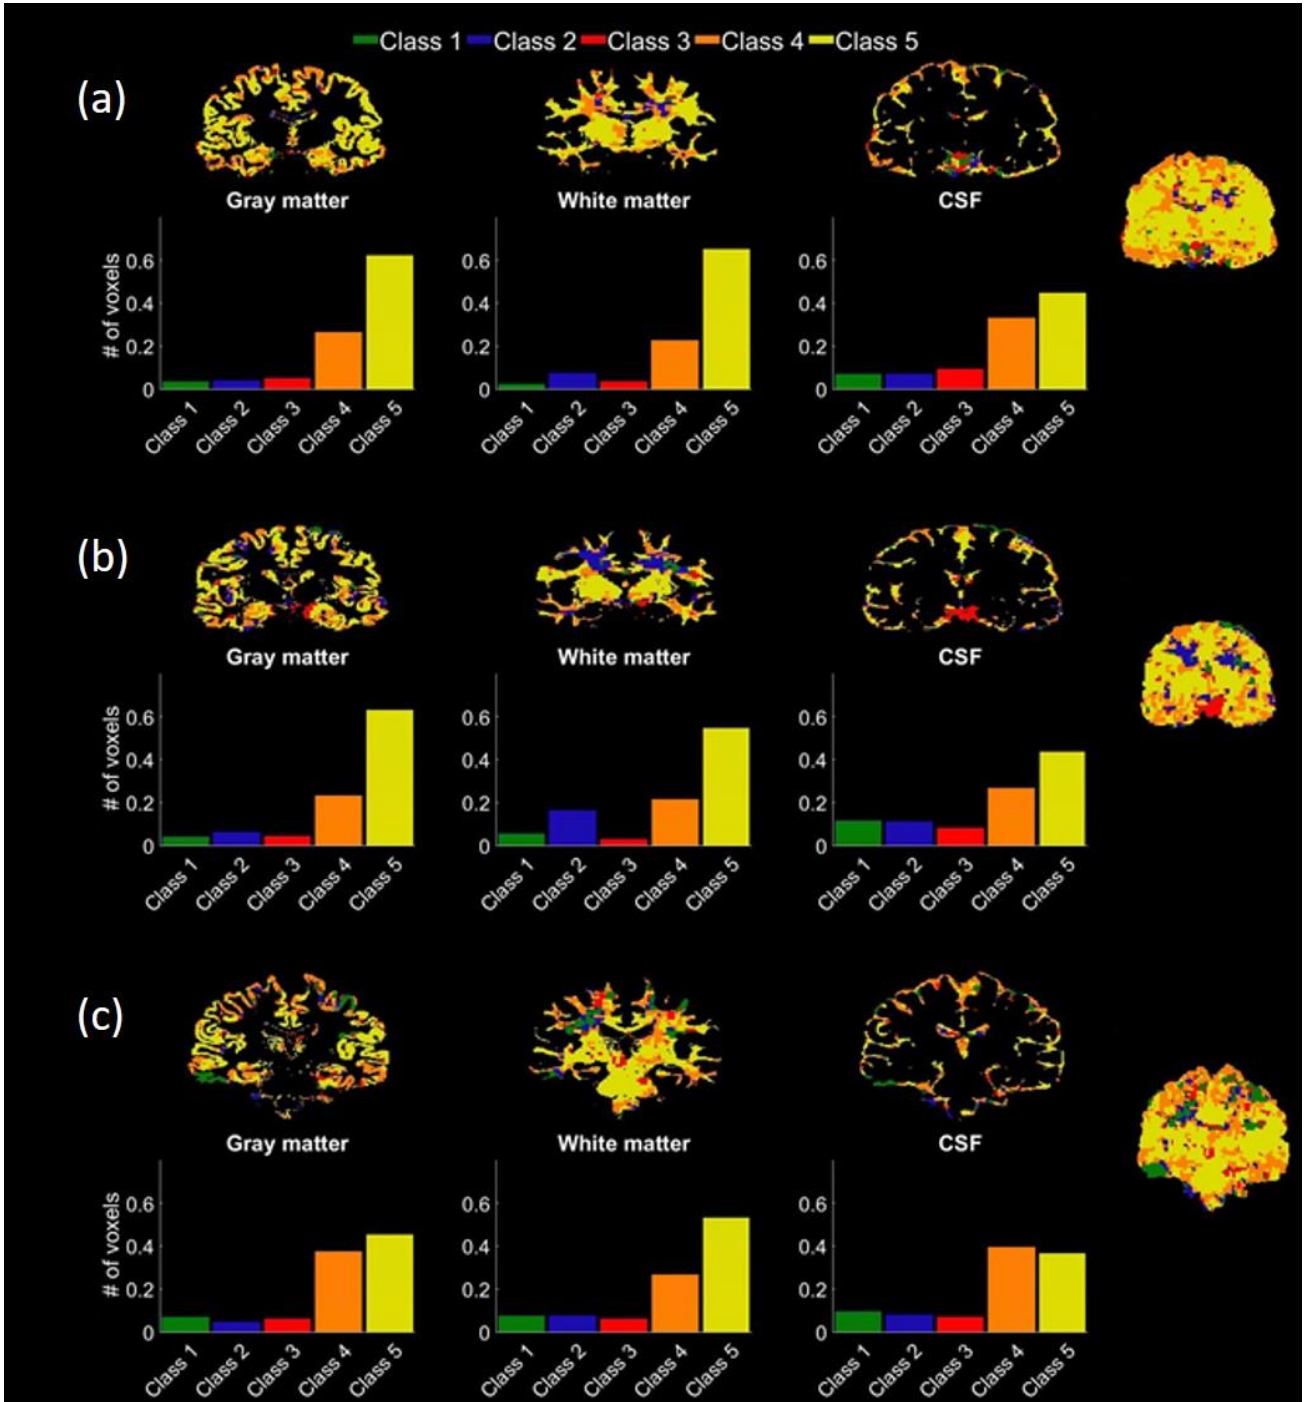 Class 1 Class 2 Class 3 Class 4 Class 5
(a)
Gray matter White matter CSF
# of voxels
0.6 0.6 0.6
0.4 0.4 0.4
0.2 0.2 0.2
0 0 0
Class 1 Class 2 Class 3 Class 4 Class 5 Class 1 Class 2 Class 3 Class 4 Class 5 Class 1 Class 2 Class 3 Class 4 Class 5
(b)
Gray matter White matter CSF
# of voxels
0.6 0.6 0.6
0.4 0.4 0.4
0.2 0.2 0.2
0 0 0
Class 1 Class 2 Class 3 Class 4 Class 5 Class 1 Class 2 Class 3 Class 4 Class 5 Class 1 Class 2 Class 3 Class 4 Class 5
(c)
Gray matter White matter CSF
# of voxels
0.6 0.6 0.6
0.4 0.4 0.4
0.2 0.2 0.2
0 0 0
Class 1 Class 2 Class 3 Class 4 Class 5 Class 1 Class 2 Class 3 Class 4 Class 5 Class 1 Class 2 Class 3 Class 4 Class 5